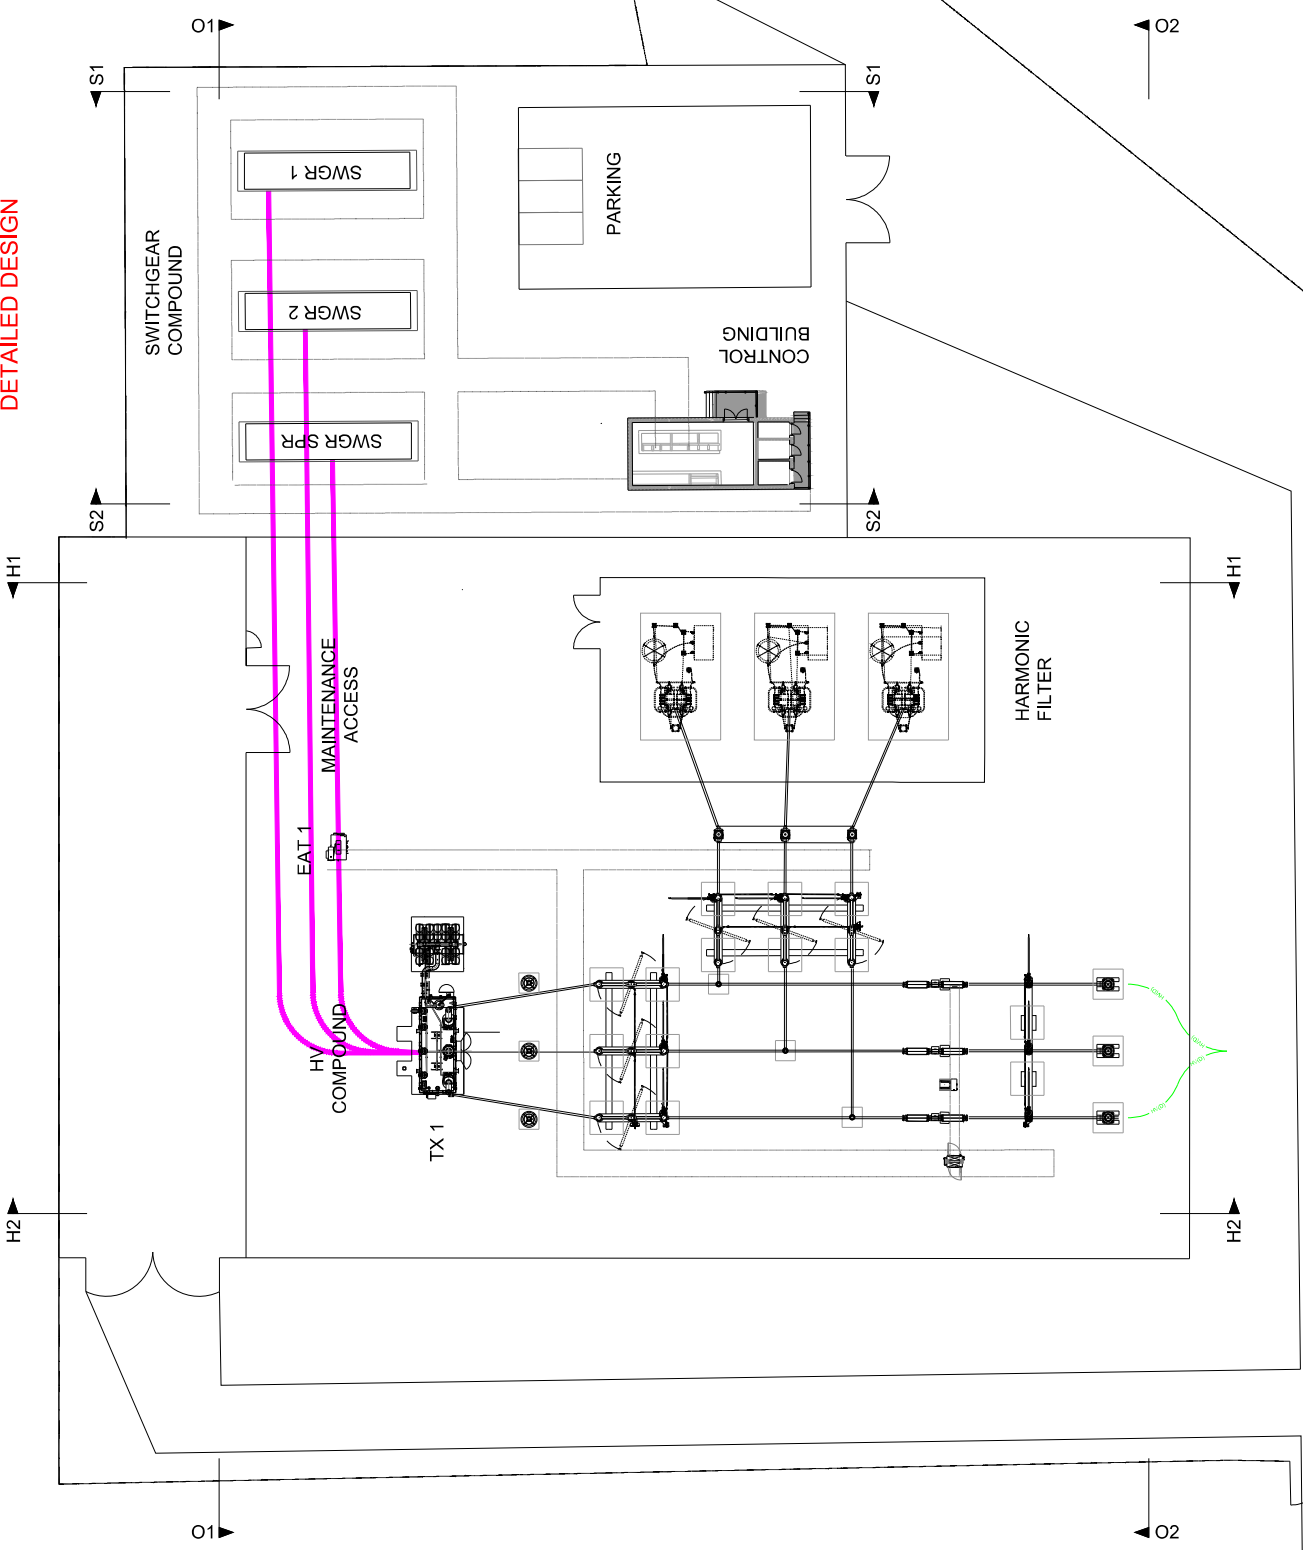 O1
O2
S1
S1
DETAILED DESIGN
SWGR 1
PARKING
SWITCHGEAR
COMPOUND
SWGR 2
CONTROL
BUILDING
SWGR SPR
S2
S2
H1
H1
MAINTENANCE
ACCESS
HARMONIC
FILTER
EAT 1
HV
COMPOUND
TX 1
H2
H2
O1
O2